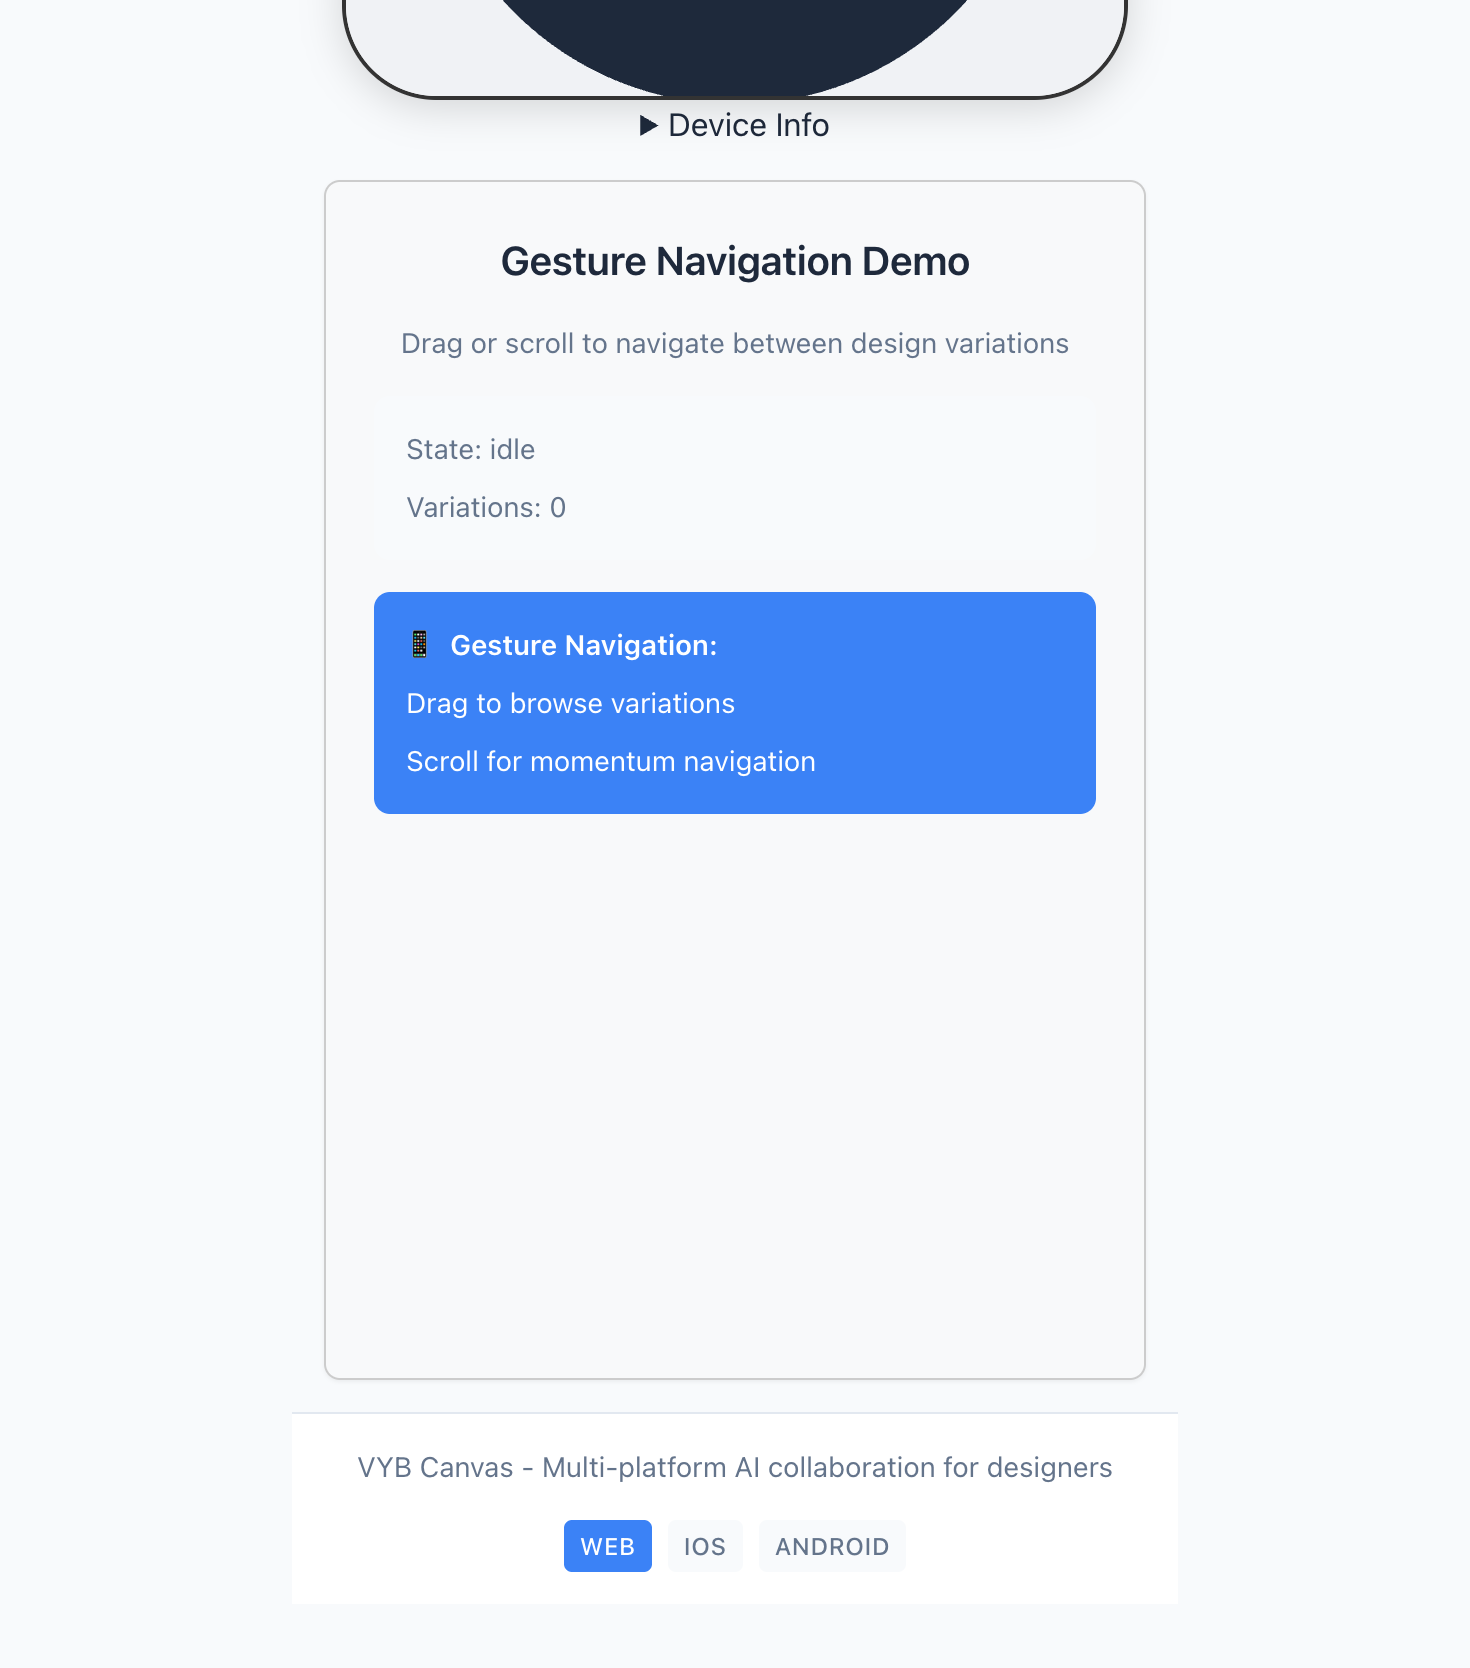 Device Info
Gesture Navigation Demo
Drag or scroll to navigate between design variations
State: idle
Variations: 0
Gesture Navigation:
Drag to browse variations
Scroll for momentum navigation
VYB Canvas - Multi-platform AI collaboration for designers
WEB IOS ANDROID